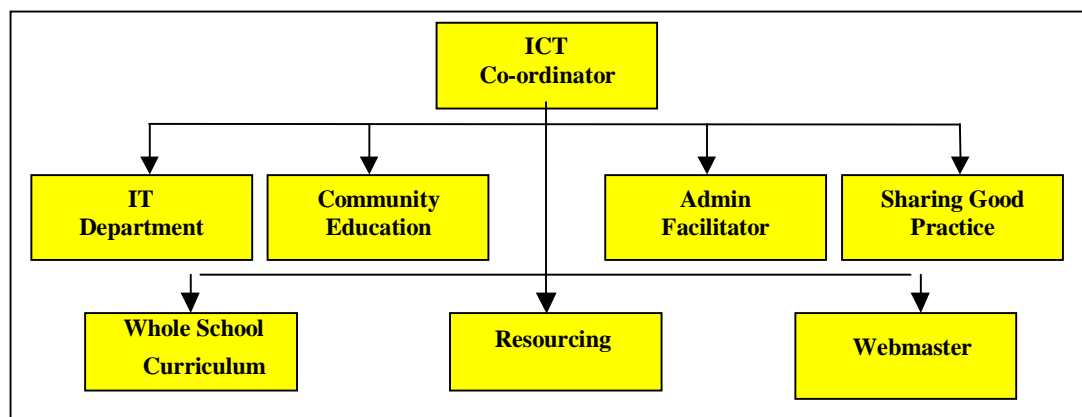 ICT
Co-ordinator
IT
Department
Community
Education
Admin
Facilitator
Sharing Good
Practice
Whole School
Curriculum
Resourcing
Webmaster